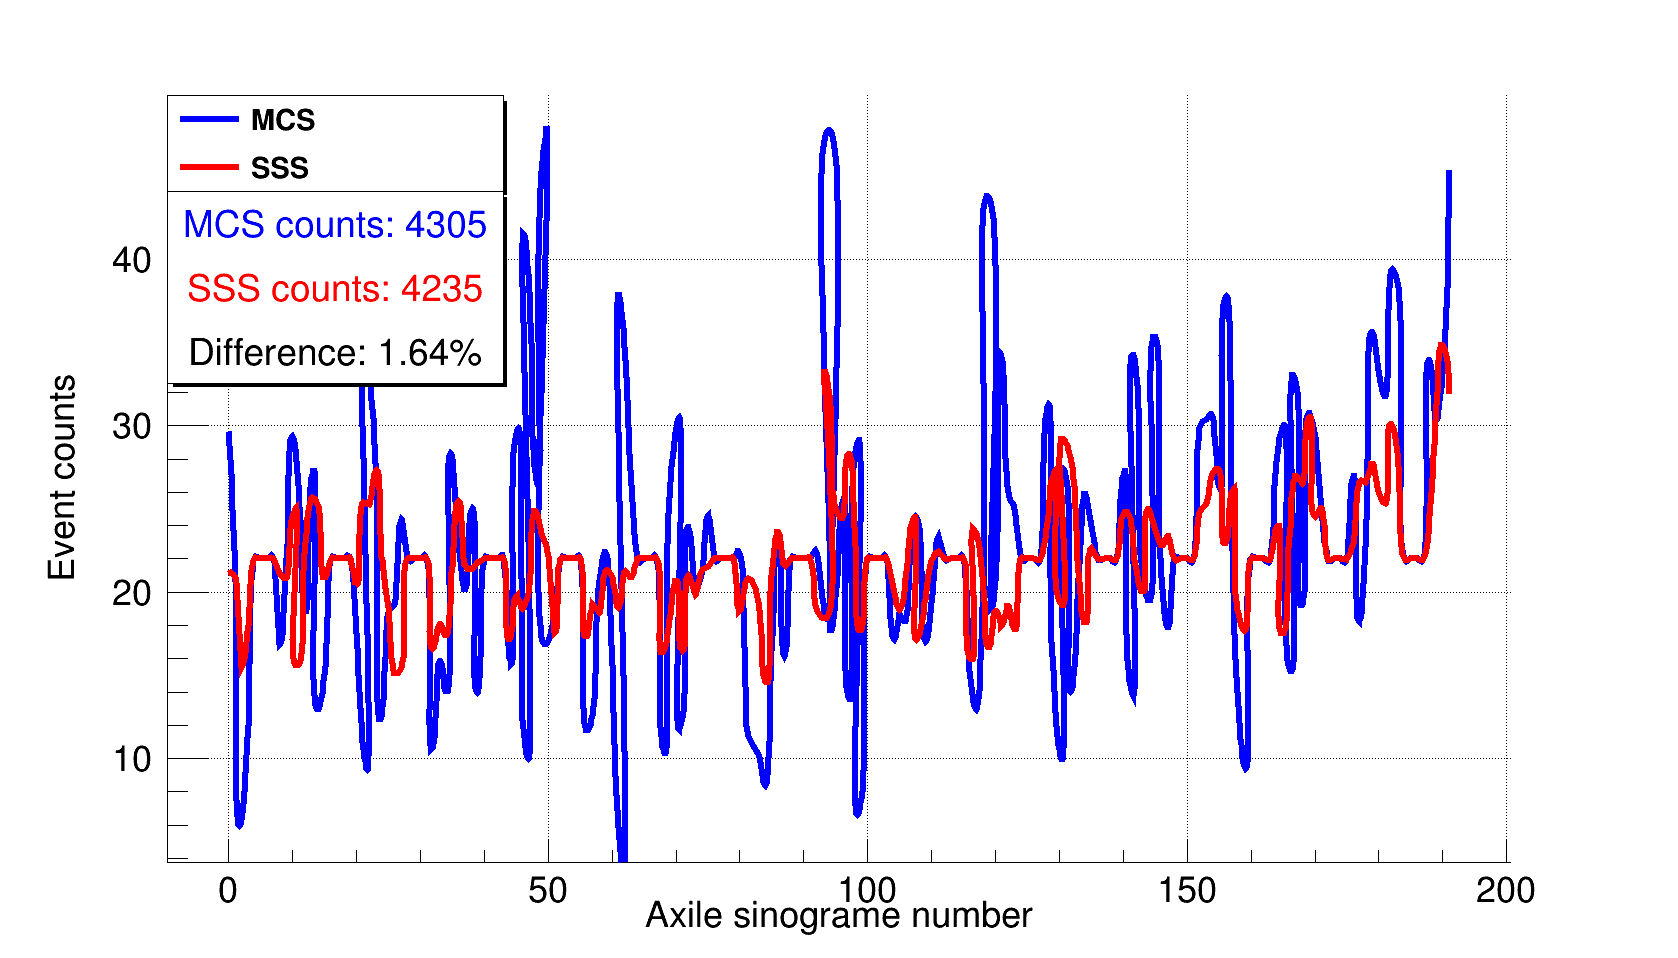 MCS
SSS
MCS counts: 4305
SSS counts: 4235
Difference: 1.64%
Event counts
40
30
20
10
0 50 100 150 200
Axile sinograme number